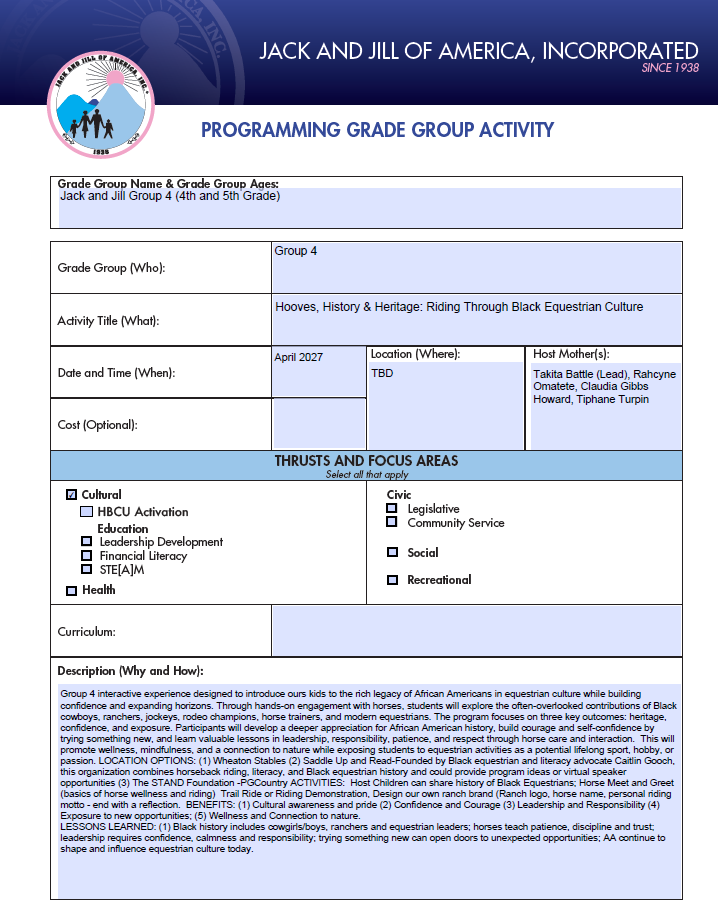 JACK AND JILL OF AMERICA, INCORPORATED
SINCE 1938
JACK AND JILL OF AMERICA, INC.
1938
PROGRAMMING GRADE GROUP ACTIVITY
Grade Group Name & Grade Group Ages:
Jack and Jill Group 4 (4th and 5th Grade)
Grade Group (Who):
Group 4
Activity Title (What):
Hooves, History & Heritage: Riding Through Black Equestrian Culture
Date and Time (When):
April 2027
Location (Where):
TBD
Host Mother(s):
Takita Battle (Lead), Rahcyne
Omatete, Claudia Gibbs
Howard, Tiphane Turpin
Cost (Optional):
THRUSTS AND FOCUS AREAS
Select all that apply
Cultural
HBCU Activation
Education
Leadership Development
Financial Literacy
STE[A]M
Health
Civic
Legislative
Community Service
Social
Recreational
Curriculum:
Description (Why and How):
Group 4 interactive experience designed to introduce ours kids to the rich legacy of African Americans in equestrian culture while building
confidence and expanding horizons. Through hands-on engagement with horses, students will explore the often-overlooked contributions of Black
cowboys, ranchers, jockeys, rodeo champions, horse trainers, and modern equestrians. The program focuses on three key outcomes: heritage,
confidence, and exposure. Participants will develop a deeper appreciation for African American history, build courage and self-confidence by
trying something new, and learn valuable lessons in leadership, responsibility, patience, and respect through horse care and interaction. This will
promote wellness, mindfulness, and a connection to nature while exposing students to equestrian activities as a potential lifelong sport, hobby, or
passion. LOCATION OPTIONS: (1) Wheaton Stables (2) Saddle Up and Read-Founded by Black equestrian and literacy advocate Caitlin Gooch,
this organization combines horseback riding, literacy, and Black equestrian history and could provide program ideas or virtual speaker
opportunities (3) The STAND Foundation -PGCountry ACTIVITIES: Host Children can share history of Black Equestrians; Horse Meet and Greet
(basics of horse wellness and riding) Trail Ride or Riding Demonstration, Design our own ranch brand (Ranch logo, horse name, personal riding
motto - end with a reflection. BENEFITS: (1) Cultural awareness and pride (2) Confidence and Courage (3) Leadership and Responsibility (4)
Exposure to new opportunities; (5) Wellness and Connection to nature.
LESSONS LEARNED: (1) Black history includes cowgirls/boys, ranchers and equestrian leaders; horses teach patience, discipline and trust;
leadership requires confidence, calmness and responsibility; trying something new can open doors to unexpected opportunities; AA continue to
shape and influence equestrian culture today.